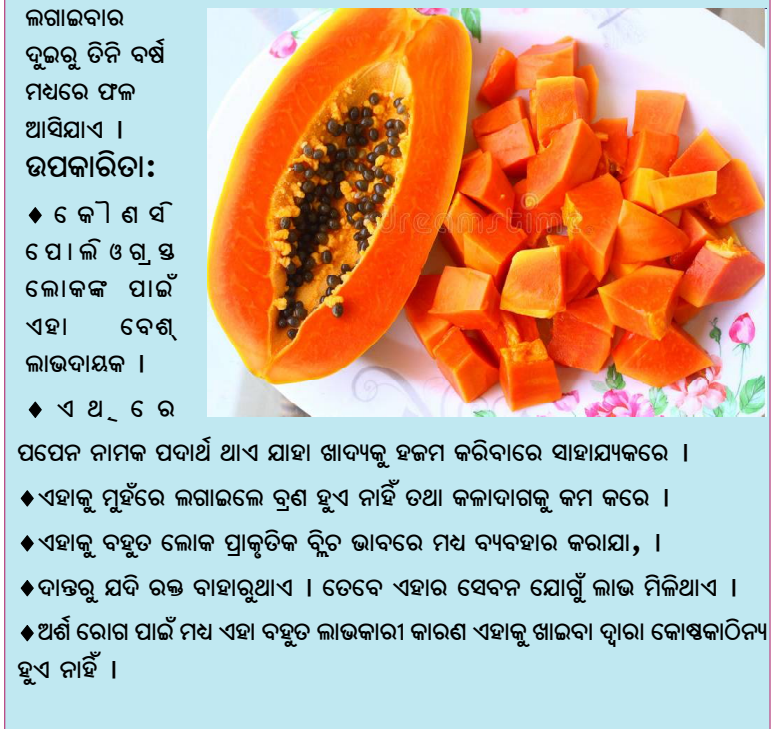 ଲଗାଇବାର
ଦୁଇରୁ ତିନି ବର୍ଷ
ମଧ୍ୟରେ ଫଳ
ଆସିଯାଏ ।
ଉପକାରିତା:
♦ କୌଣସି
ପୋଲିଓଗ୍ରସ୍ତ
ଲୋକଙ୍କ ପାଇଁ
ଏହା ବେଶ୍
ଲାଭଦାୟକ ।
♦ ଏଥିରେ
dreamstime
ପପେନ ନାମକ ପଦାର୍ଥ ଥାଏ ଯାହା ଖାଦ୍ୟକୁ ହଜମ କରିବାରେ ସାହାଯ୍ୟକରେ ।
♦ଏହାକୁ ମୁହଁରେ ଲଗାଇଲେ ବ୍ରଣ ହୁଏ ନାହିଁ ତଥା କଳାଦାଗକୁ କମ କରେ ।
♦ଏହାକୁ ବହୁତ ଲୋକ ପ୍ରାକୃତିକ ବ୍ଲିଚ ଭାବରେ ମଧ୍ୟ ବ୍ୟବହାର କରାଯା, ।
♦ଦାନ୍ତରୁ ଯଦି ରକ୍ତ ବାହାରୁଥାଏ । ତେବେ ଏହାର ସେବନ ଯୋଗୁଁ ଲାଭ ମିଳିଥାଏ ।
♦ଅର୍ଶ ରୋଗ ପାଇଁ ମଧ୍ୟ ଏହା ବହୁତ ଲାଭକାରୀ କାରଣ ଏହାକୁ ଖାଇବା ଦ୍ୱାରା କୋଷ୍ଠକାଠିନ୍ୟ
ହୁଏ ନାହିଁ ।